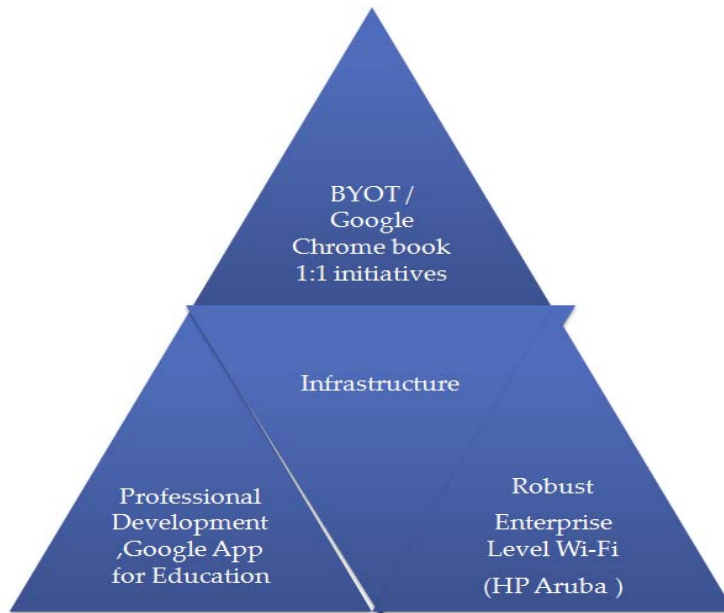 BYOT /
Google
Chrome book
1:1 initiatives
Infrastructure
Professional
Development
,Google App
for Education
Robust
Enterprise
Level Wi-Fi
(HP Aruba )